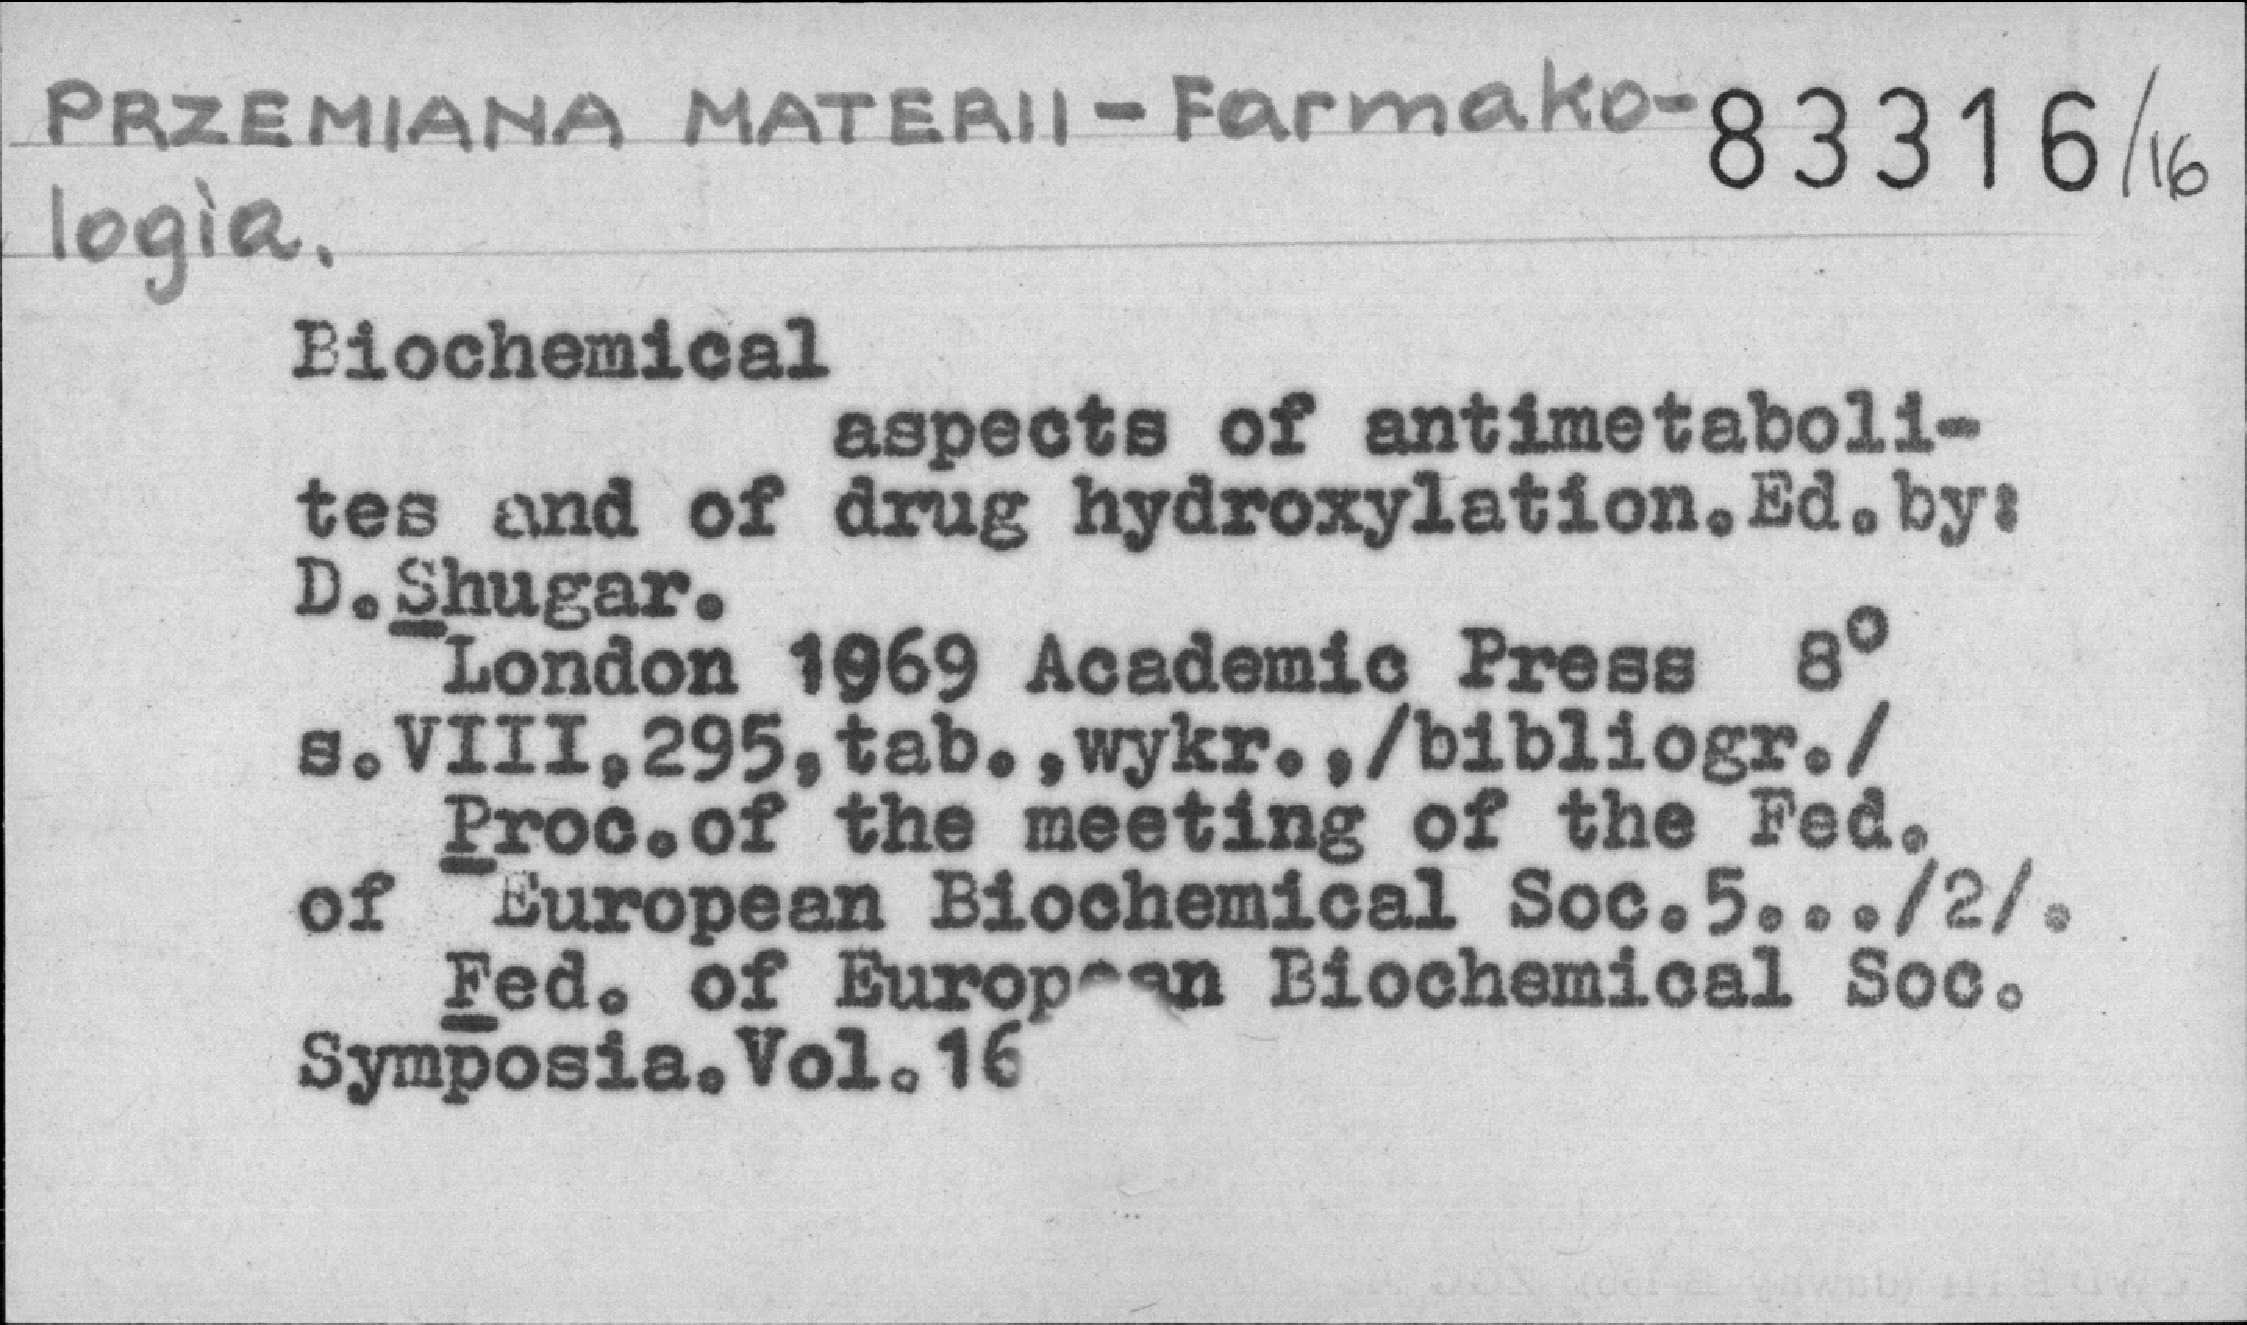 PRZEMIANA MATERII - Farmako- 83316/16
logia.
Biochemical
aspects of antimetaboli-
tes and of drug hydroxylation.Ed.by:
D.Shugar.
London 1969 Academic Press 8°
s.VIII,295,tab.,wykr.,/bibliogr./
Proc.of the meeting of the Fed.
of European Biochemical Soc.5.../2/.
Fed. of European Biochemical Soc.
Symposia.Vol.16